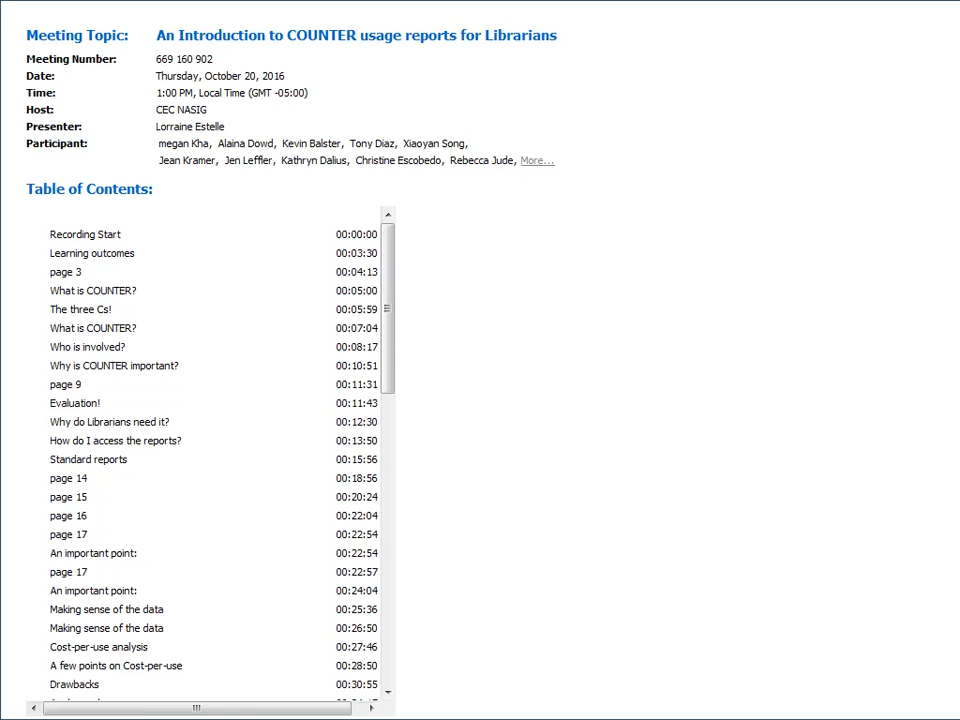 Meeting Topic: An Introduction to COUNTER usage reports for Librarians
Meeting Number: 669 160 902
Date: Thursday, October 20, 2016
Time: 1:00 PM, Local Time (GMT -05:00)
Host: CEC NASIG
Presenter: Lorraine Estelle
Participant: megan Kha, Alaina Dowd, Kevin Balster, Tony Diaz, Xiaoyan Song,
Jean Kramer, Jen Leffler, Kathryn Dalius, Christine Escobedo, Rebecca Jude, More...
Table of Contents:
Recording Start 00:00:00
Learning outcomes 00:03:30
page 3 00:04:13
What is COUNTER? 00:05:00
The three Cs! 00:05:59
What is COUNTER? 00:07:04
Who is involved? 00:08:17
Why is COUNTER important? 00:10:51
page 9 00:11:31
Evaluation! 00:11:43
Why do Librarians need it? 00:12:30
How do I access the reports? 00:13:50
Standard reports 00:15:56
page 14 00:18:56
page 15 00:20:24
page 16 00:22:04
page 17 00:22:54
An important point: 00:22:54
page 17 00:22:57
An important point: 00:24:04
Making sense of the data 00:25:36
Making sense of the data 00:26:50
Cost-per-use analysis 00:27:46
A few points on Cost-per-use 00:28:50
Drawbacks 00:30:55